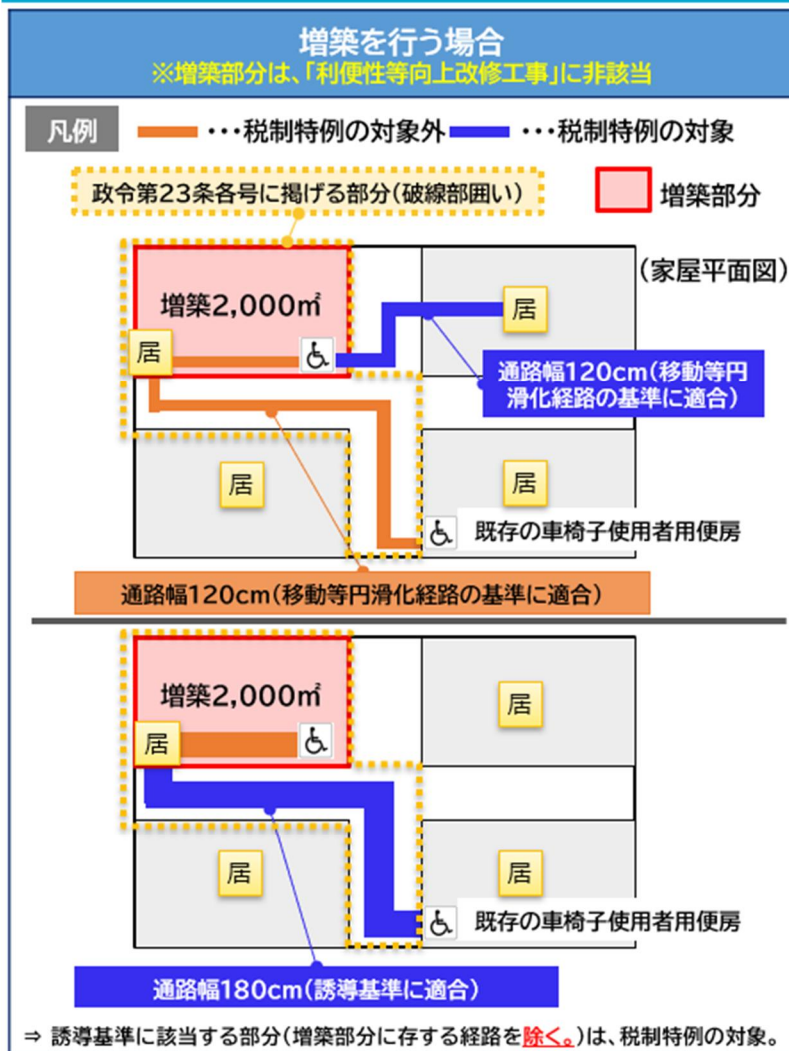 増築を行う場合
※増築部分は、「利便性等向上改修工事」に非該当
凡例 ・・・税制特例の対象外 ・・・税制特例の対象
政令第23条各号に掲げる部分(破線部囲い)
増築部分
(家屋平面図)
増築2,000㎡
居
居
通路幅120cm(移動等円
滑化経路の基準に適合)
居
居
既存の車椅子使用者用便房
通路幅120cm(移動等円滑化経路の基準に適合)
増築2,000㎡
居
居
居
居
既存の車椅子使用者用便房
通路幅180cm(誘導基準に適合)
⇒ 誘導基準に該当する部分(増築部分に存する経路を除く。)は、税制特例の対象。